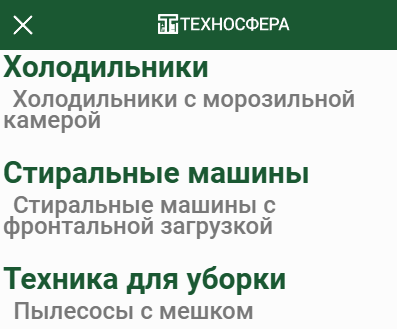 ТЕХНОСФЕРА
Холодильники
Холодильники с морозильной
камерой
Стиральные машины
Стиральные машины с
фронтальной загрузкой
Техника для уборки
Пылесосы с мешком